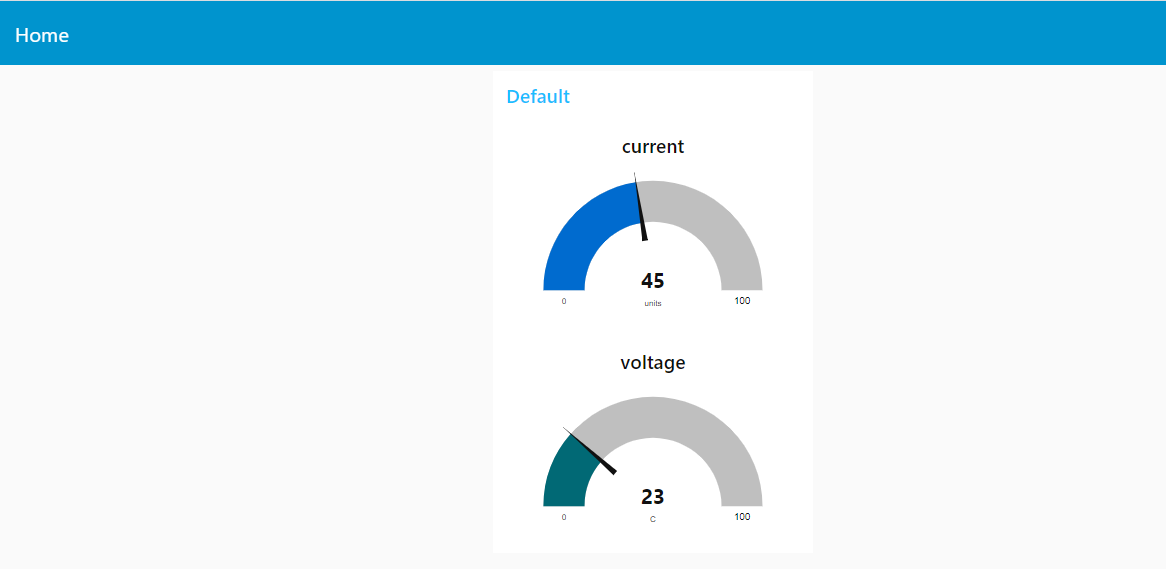 Home
Default
current
45
0
units
100
voltage
23
0
C
100